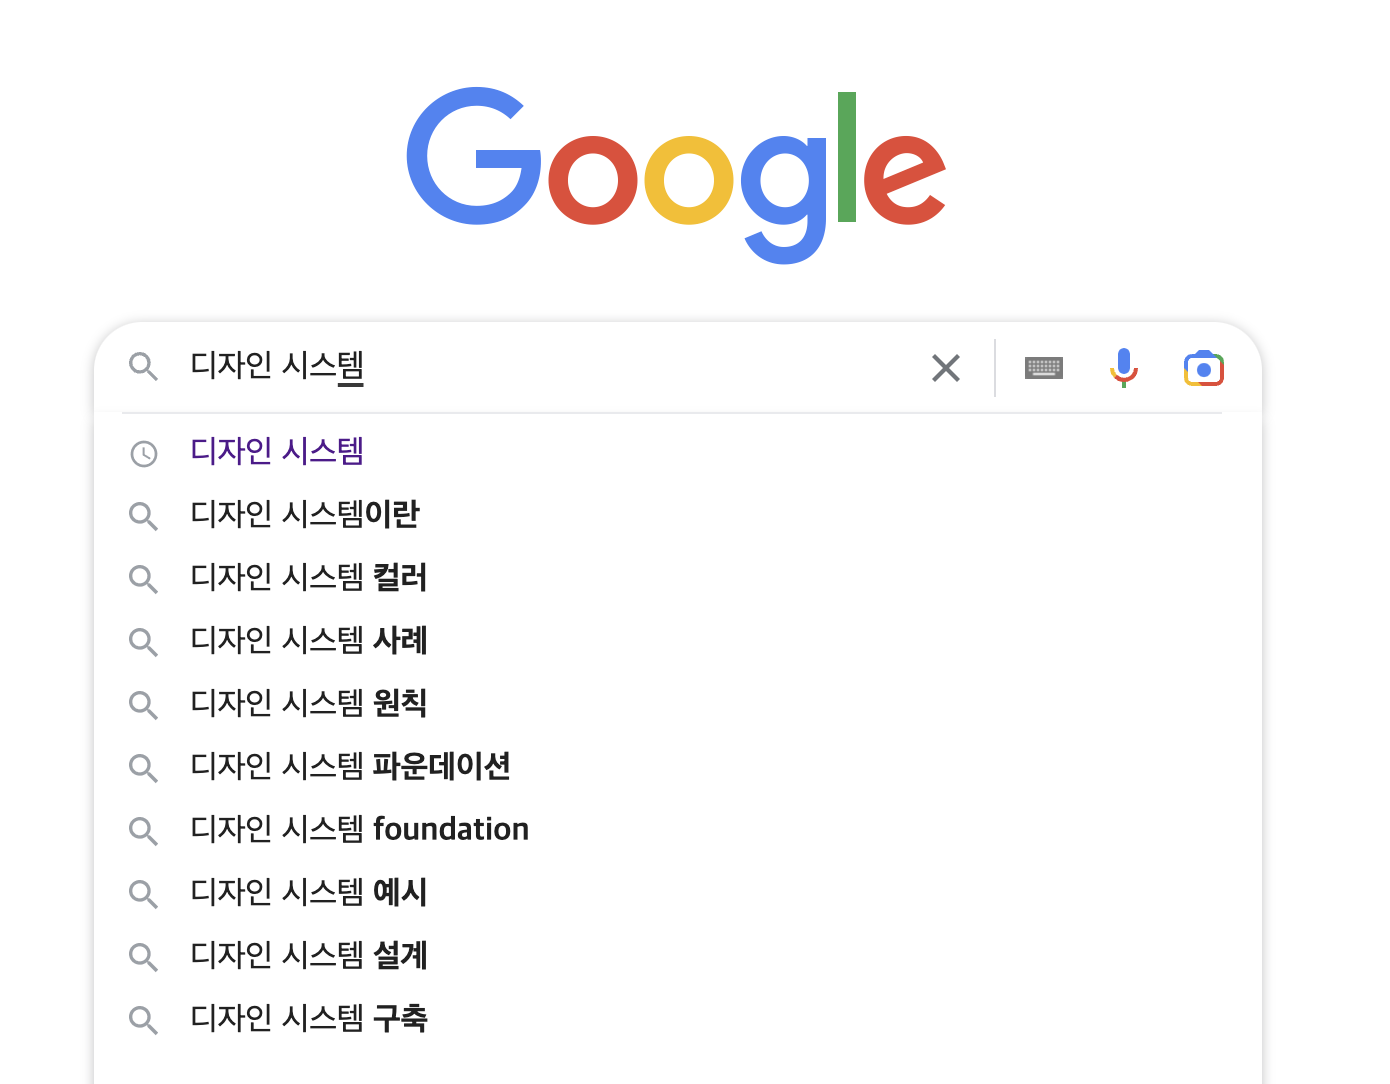 Google
디자인 시스템
디자인 시스템
디자인 시스템이란
디자인 시스템 컬러
디자인 시스템 사례
디자인 시스템 원칙
디자인 시스템 파운데이션
디자인 시스템 foundation
디자인 시스템 예시
디자인 시스템 설계
디자인 시스템 구축